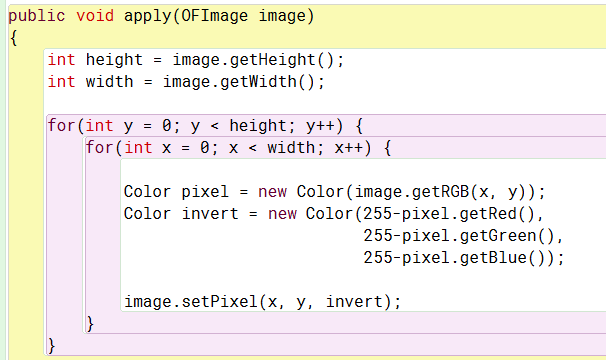 public void apply(OFImage image)
{
    int height = image.getHeight();
    int width = image.getWidth();

    for(int y = 0; y < height; y++) {
        for(int x = 0; x < width; x++) {

            Color pixel = new Color(image.getRGB(x, y));
            Color invert = new Color(255-pixel.getRed(),
                                     255-pixel.getGreen(),
                                     255-pixel.getBlue());

            image.setPixel(x, y, invert);
        }
    }